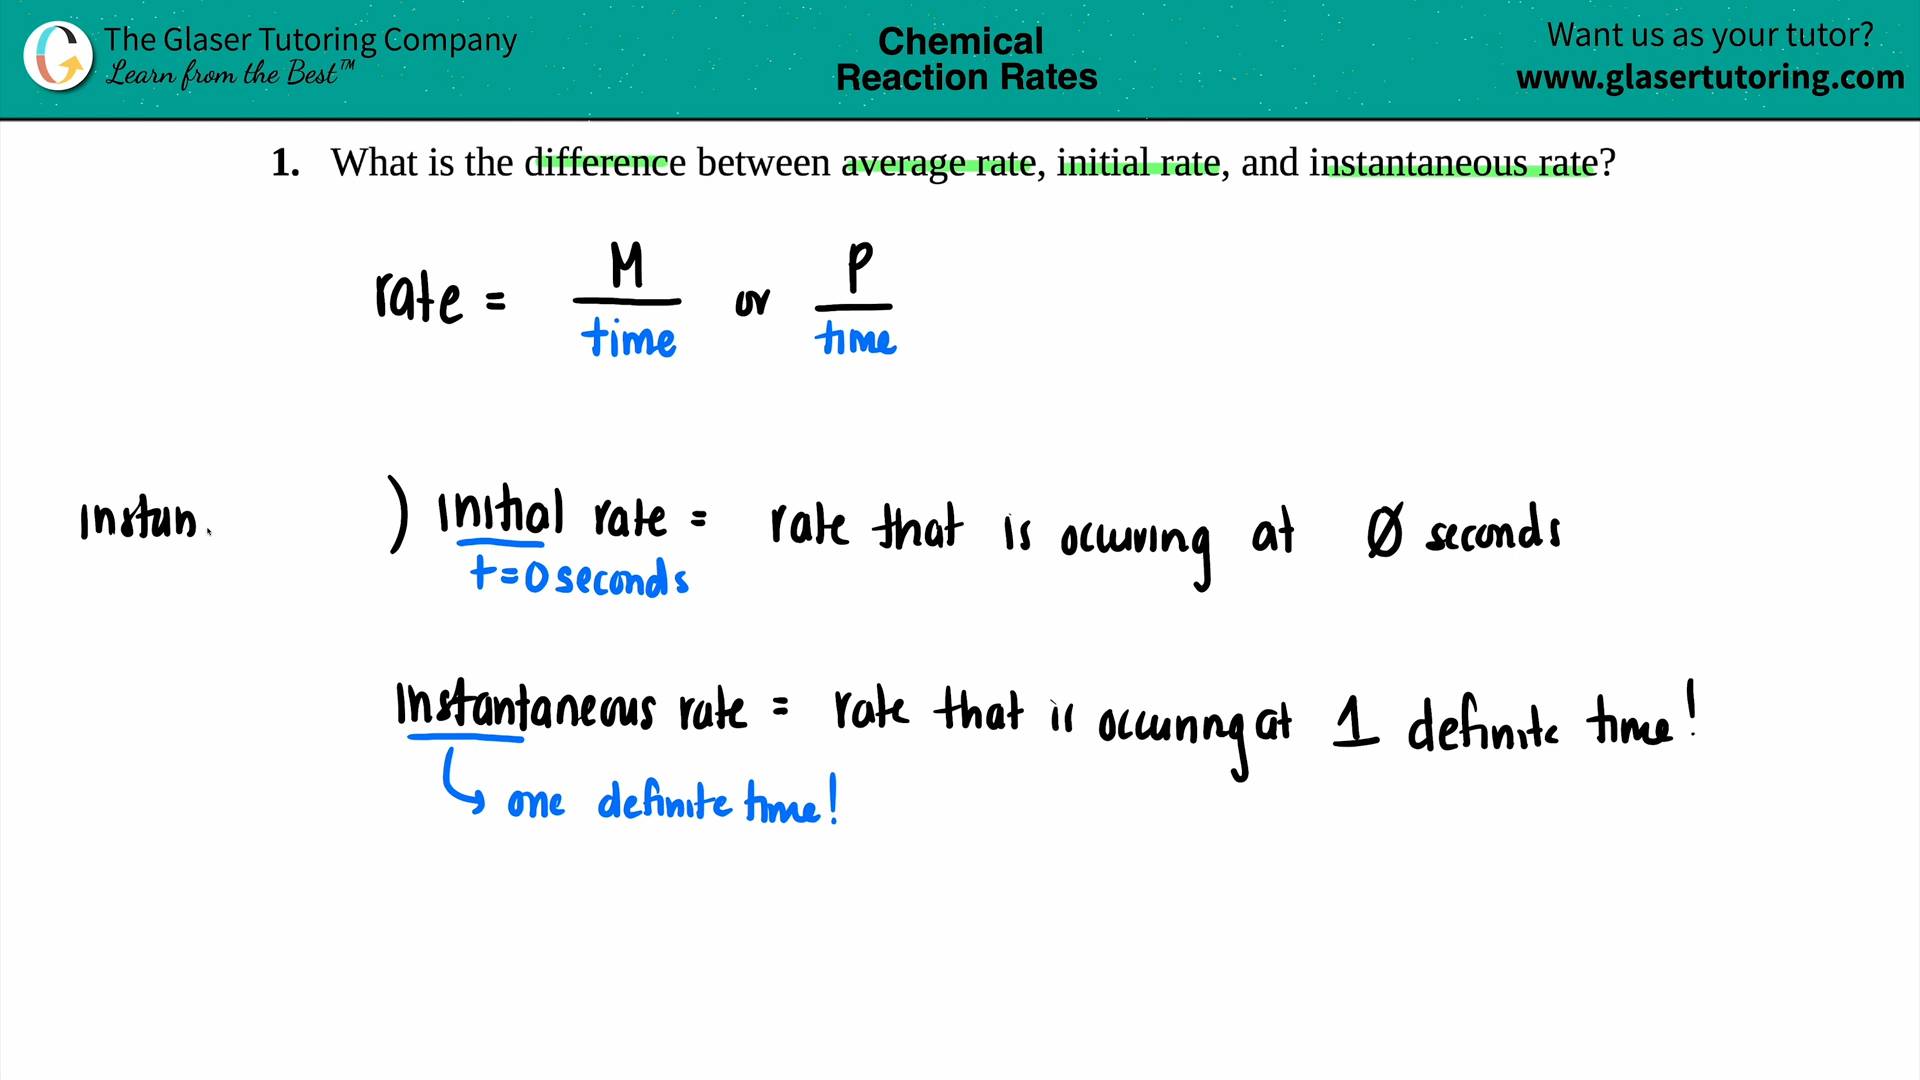 The Glaser Tutoring Company
Learn from the Best™
Chemical
Reaction Rates
Want us as your tutor?
www.glasertutoring.com
1. What is the difference between average rate, initial rate, and instantaneous rate?
rate = M/time or P/time
instan.
) initial rate = rate that is occuring at Ø seconds
t=0 seconds
instantaneous rate = rate that is occurring at 1 definite time!
one definite time!